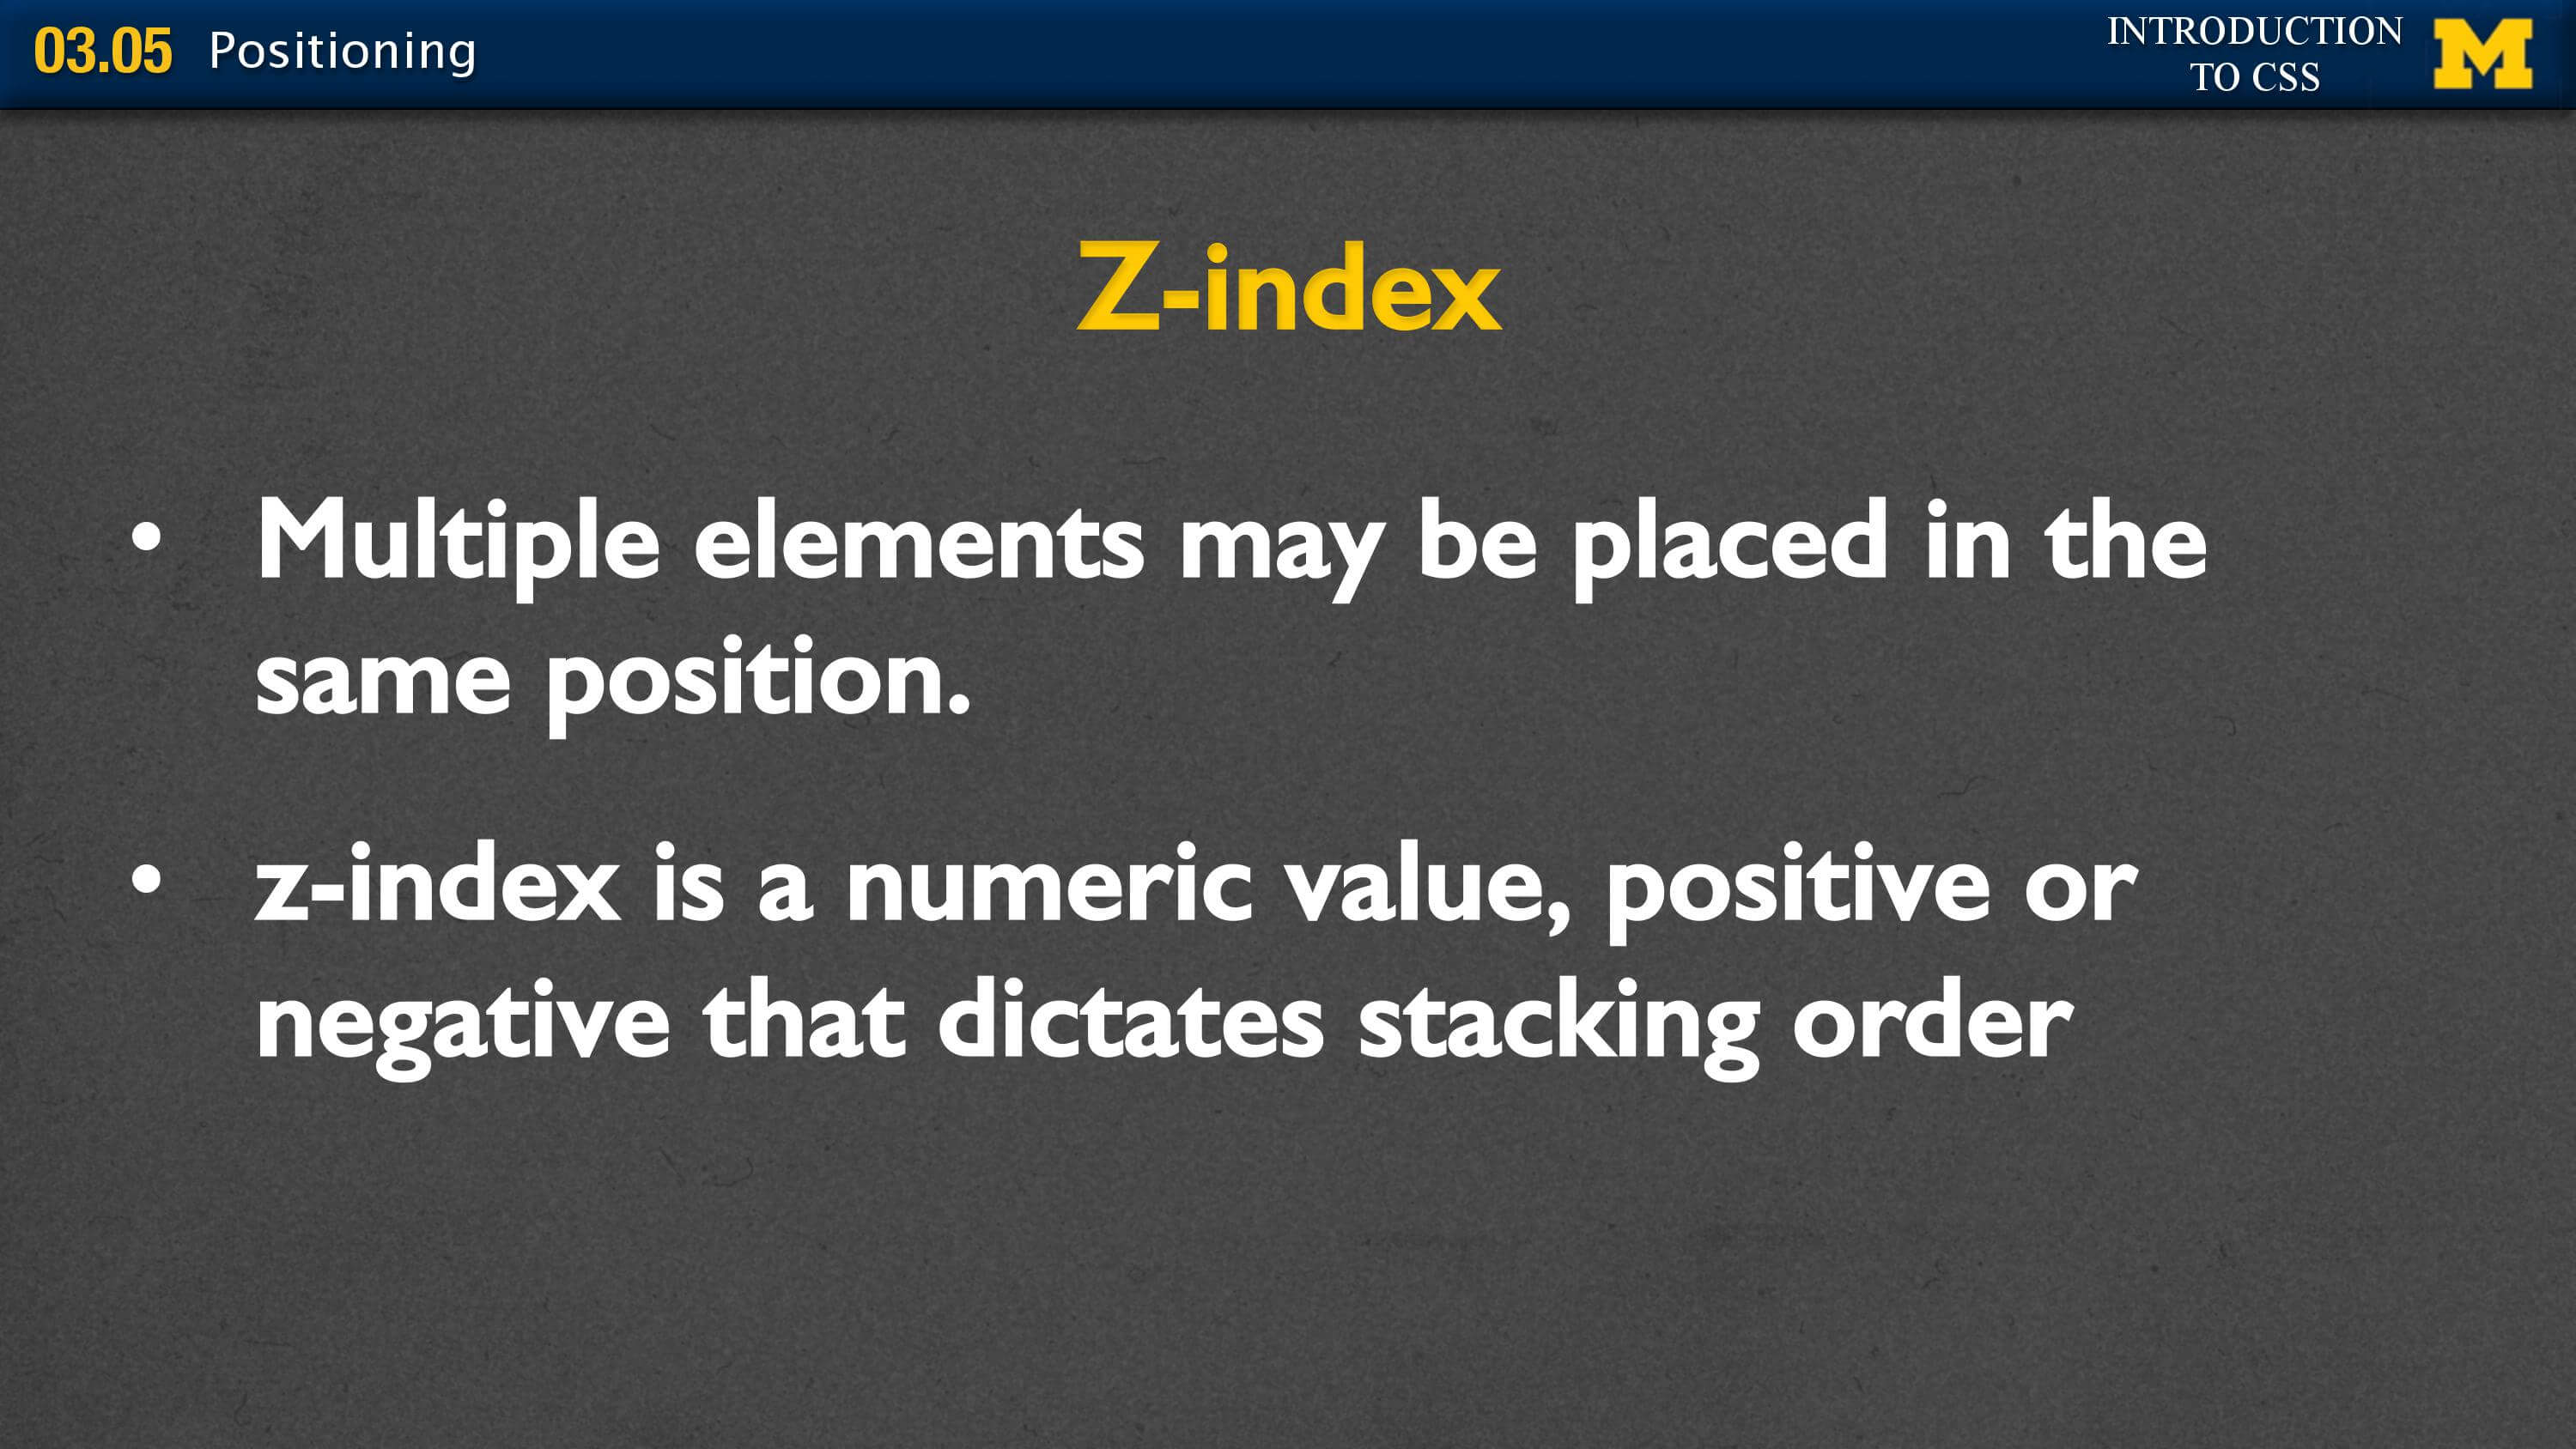 03.05 Positioning
INTRODUCTION
TO CSS
M
Z-index
• Multiple elements may be placed in the
same position.
• z-index is a numeric value, positive or
negative that dictates stacking order